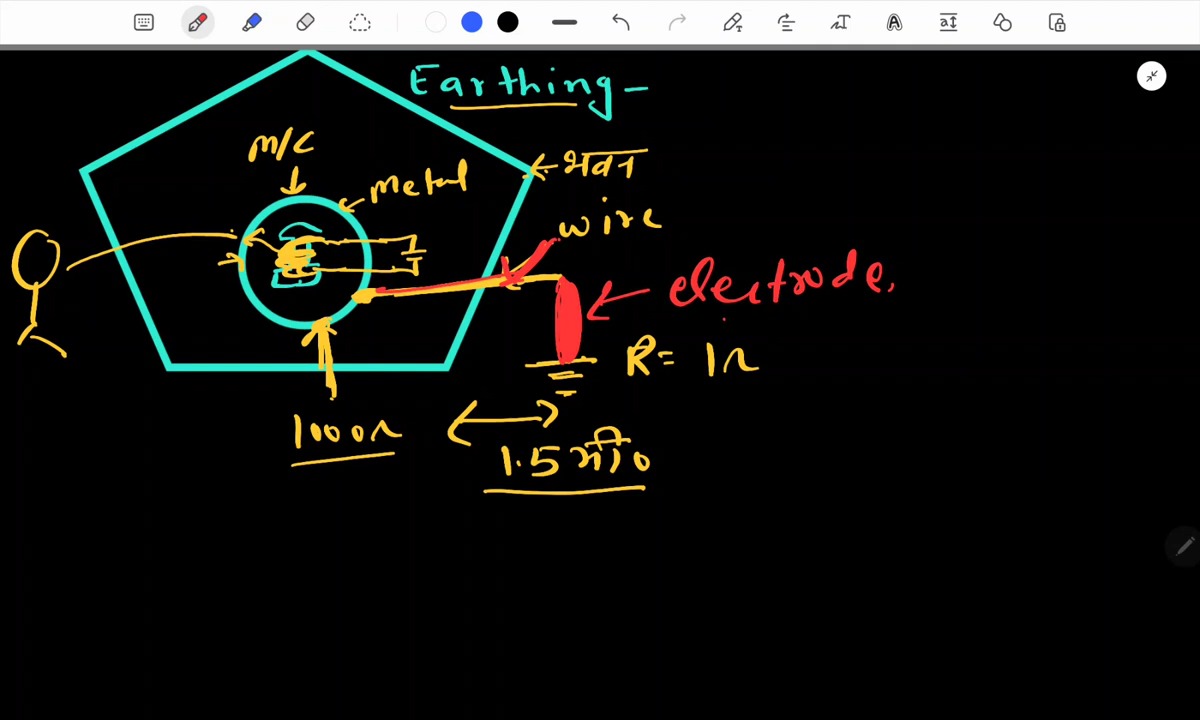 Earthing -
M/C
metal
भवन
wire
electrode.
R = 1Ω
1000Ω
1.5 मी०